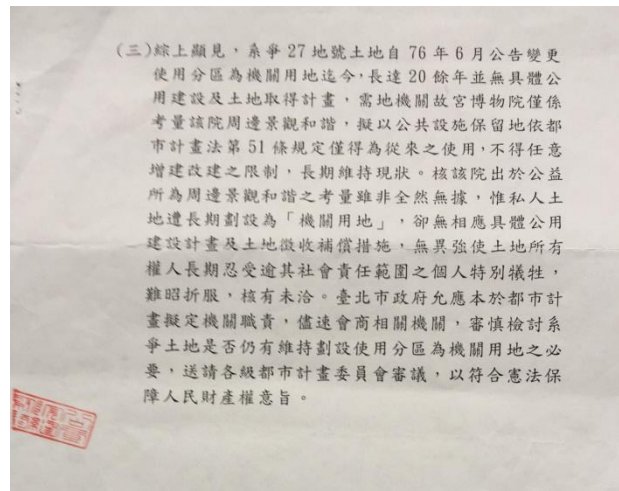 (三)綜上顯見，系爭27地號土地自76年6月公告變更
使用分區為機關用地迄今，長達20餘年並無具體公
用建設及土地取得計畫，需地機關故宮博物院僅係
考量該院周邊景觀和諧，擬以公共設施保留地依都
市計畫法第51條規定僅得為從來之使用，不得任意
增建改建之限制，長期維持現狀。核該院出於公益
所為周邊景觀和諧之考量雖非全然無據，惟私人土
地遭長期劃設為「機關用地」，卻無相應具體公用
建設計畫及土地徵收補償措施，無異強使土地所有
權人長期忍受逾其社會責任範圍之個人特別犧牲，
難昭折服，核有未洽。臺北市政府允應本於都市計
畫擬定機關職責，儘速會商相關機關，審慎檢討系
爭土地是否仍有維持劃設使用分區為機關用地之必
要，送請各級都市計畫委員會審議，以符合憲法保
障人民財產權意旨。